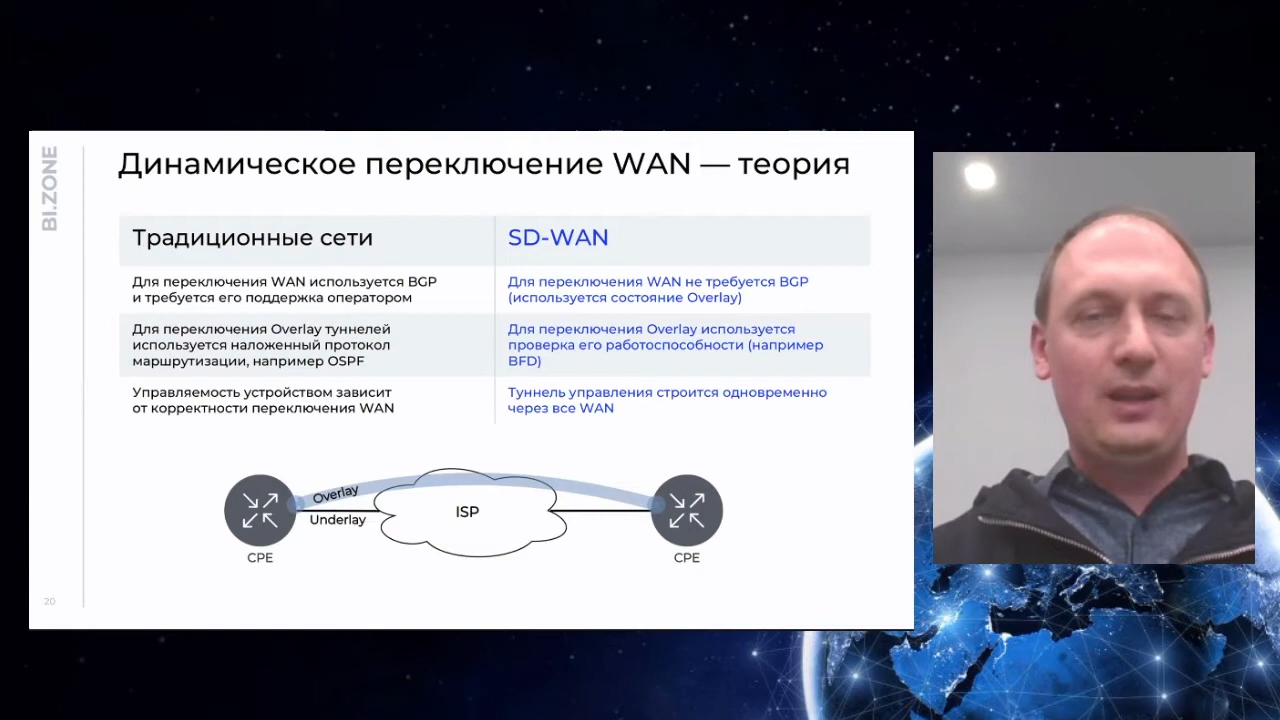 BI.ZONE
Динамическое переключение WAN — теория
Традиционные сети
SD-WAN
Для переключения WAN используется BGP
и требуется его поддержка оператором
Для переключения WAN не требуется BGP
(используется состояние Overlay)
Для переключения Overlay туннелей
используется наложенный протокол
маршрутизации, например OSPF
Для переключения Overlay используется
проверка его работоспособности (например
BFD)
Управляемость устройством зависит
от корректности переключения WAN
Туннель управления строится одновременно
через все WAN
Overlay
Underlay
ISP
CPE
CPE
20